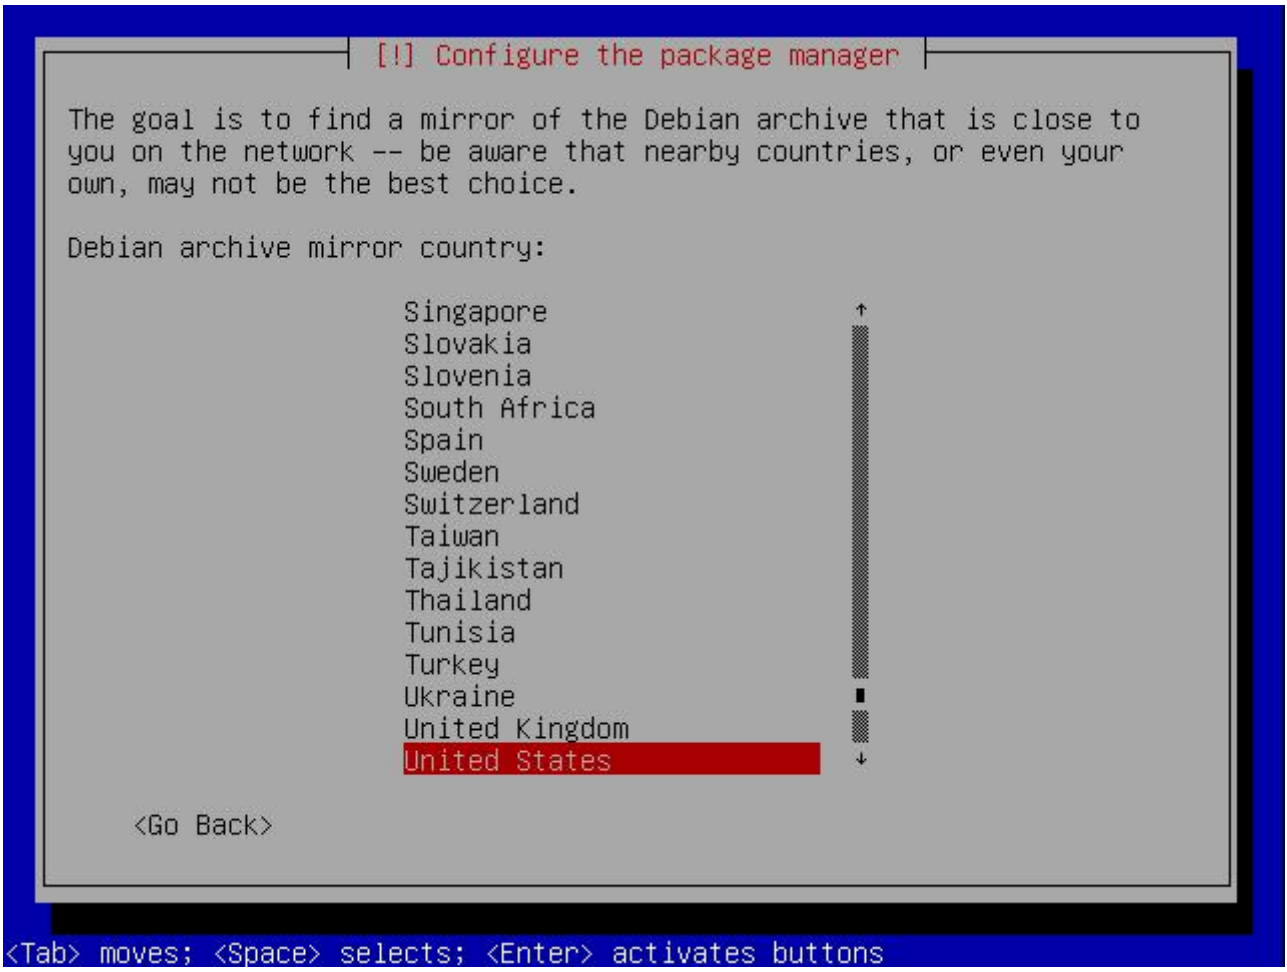 [!] Configure the package manager
The goal is to find a mirror of the Debian archive that is close to
you on the network -- be aware that nearby countries, or even your
own, may not be the best choice.
Debian archive mirror country:
Singapore
Slovakia
Slovenia
South Africa
Spain
Sweden
Switzerland
Taiwan
Tajikistan
Thailand
Tunisia
Turkey
Ukraine
United Kingdom
United States
<Go Back>
<Tab> moves; <Space> selects; <Enter> activates buttons